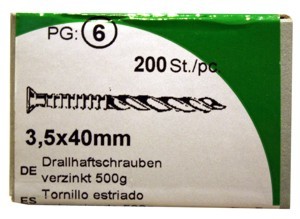 PG: 6
200 St./pc.
3,5x40mm
DE Drallhaftschrauben
verzinkt 500g
ES Tornillo estriado